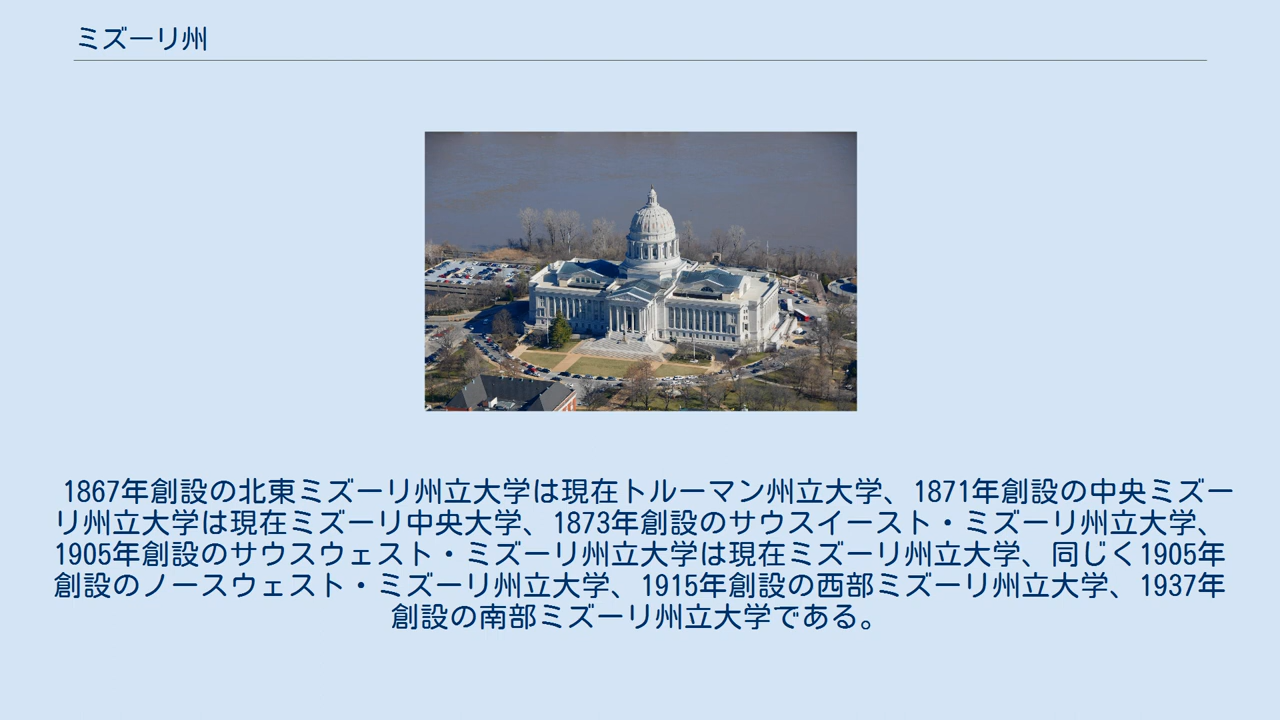 ミズーリ州
1867年創設の北東ミズーリ州立大学は現在トルーマン州立大学、1871年創設の中央ミズー
リ州立大学は現在ミズーリ中央大学、1873年創設のサウスイースト・ミズーリ州立大学、
1905年創設のサウスウェスト・ミズーリ州立大学は現在ミズーリ州立大学、同じく1905年
創設のノースウェスト・ミズーリ州立大学、1915年創設の西部ミズーリ州立大学、1937年
創設の南部ミズーリ州立大学である。